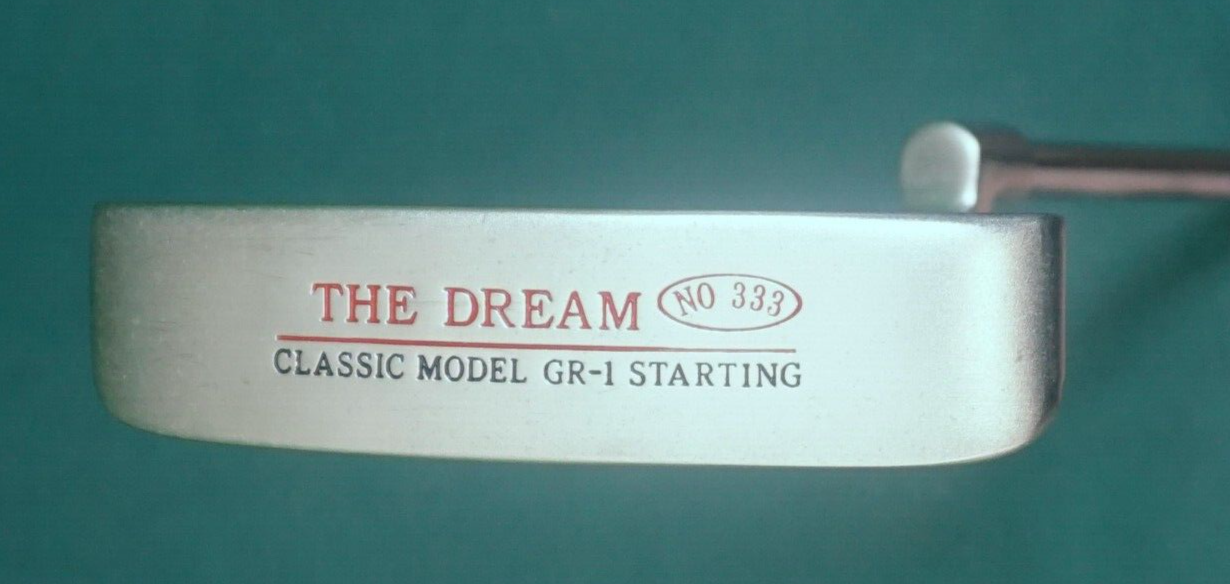 THE DREAM NO 333
CLASSIC MODEL GR-1 STARTING